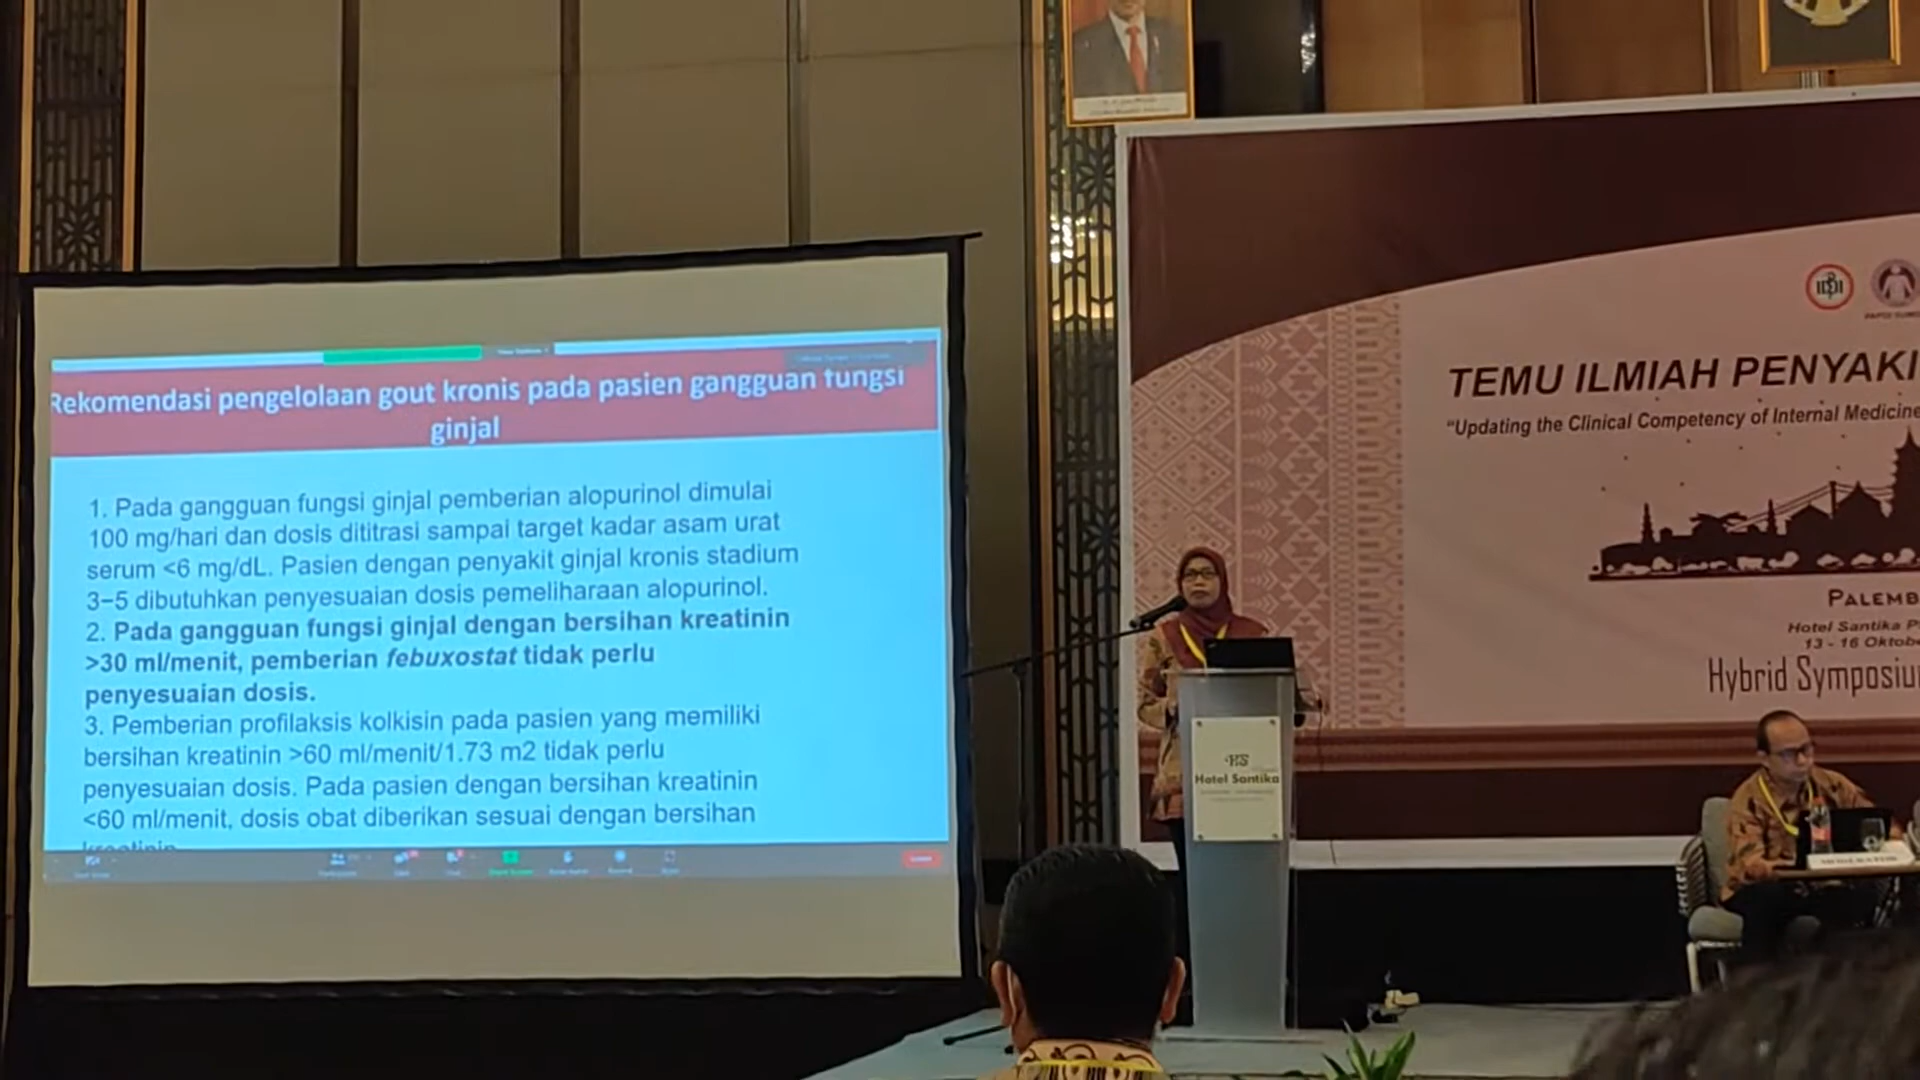 Rekomendasi pengelolaan gout kronis pada pasien gangguan fungsi
ginjal
1. Pada gangguan fungsi ginjal pemberian alopurinol dimulai
100 mg/hari dan dosis dititrasi sampai target kadar asam urat
serum <6 mg/dL. Pasien dengan penyakit ginjal kronis stadium
3–5 dibutuhkan penyesuaian dosis pemeliharaan alopurinol.
2. Pada gangguan fungsi ginjal dengan bersihan kreatinin
>30 ml/menit, pemberian febuxostat tidak perlu
penyesuaian dosis.
3. Pemberian profilaksis kolkisin pada pasien yang memiliki
bersihan kreatinin >60 ml/menit/1.73 m2 tidak perlu
penyesuaian dosis. Pada pasien dengan bersihan kreatinin
<60 ml/menit, dosis obat diberikan sesuai dengan bersihan
kreatinin
IDI
TEMU ILMIAH PENYAKI
“Updating the Clinical Competency of Internal Medicine
PALEMB
Hotel Santika P
13 - 16 Oktobe
Hybrid Symposiu
HS
Hotel Santika
MODERATOR